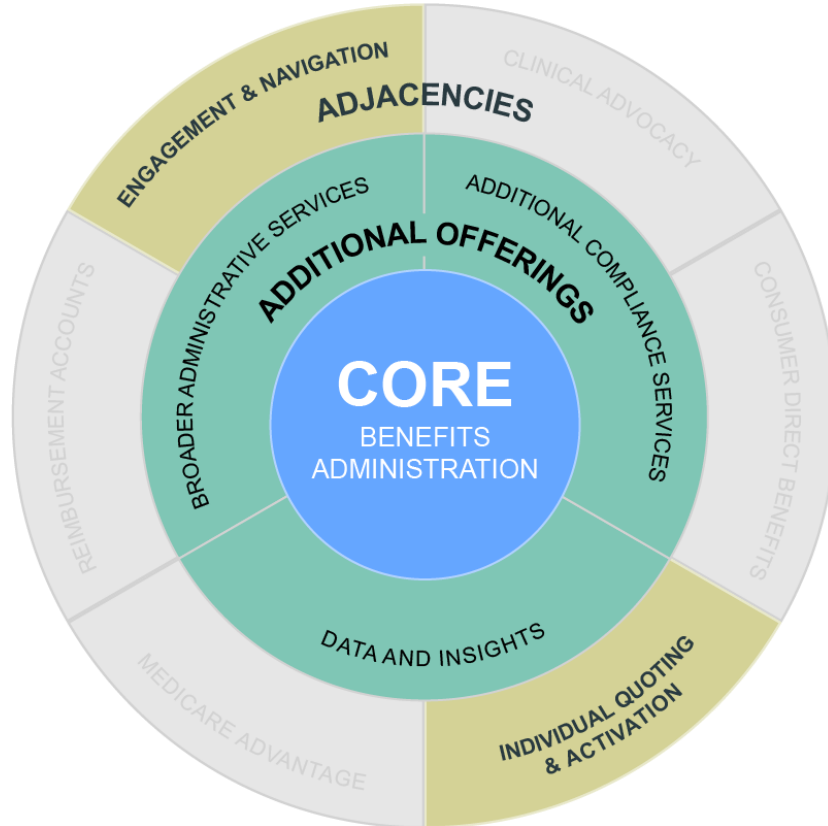 ENGAGEMENT & NAVIGATION
ADJACENCIES
CLINICAL ADVOCACY
CONSUMER DIRECT BENEFITS
INDIVIDUAL QUOTING
& ACTIVATION
MEDICARE ADVANTAGE
REIMBURSEMENT ACCOUNTS
BROADER ADMINISTRATIVE SERVICES
ADDITIONAL OFFERINGS
ADDITIONAL COMPLIANCE SERVICES
DATA AND INSIGHTS
CORE
BENEFITS
ADMINISTRATION